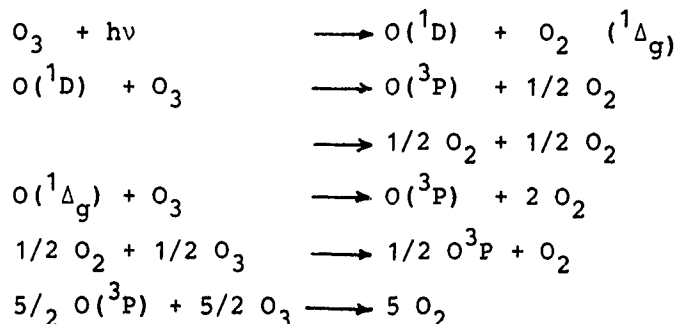 O₃ + hν ⟶ O(¹D) + O₂ (¹Δg)
O(¹D) + O₃ ⟶ O(³P) + 1/2 O₂
⟶ 1/2 O₂ + 1/2 O₂
O(¹Δg) + O₃ ⟶ O(³P) + 2 O₂
1/2 O₂ + 1/2 O₃ ⟶ 1/2 O³P + O₂
5/₂ O(³P) + 5/2 O₃ ⟶ 5 O₂